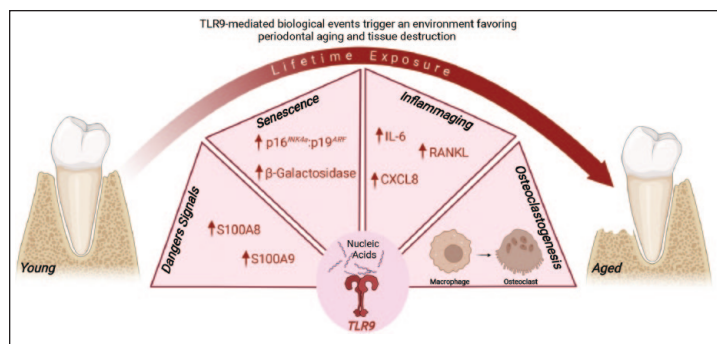 TLR9-mediated biological events trigger an environment favoring
periodontal aging and tissue destruction
Lifetime Exposure
Senescence
p16INK4a:p19ARF
β-Galactosidase
Inflammaging
IL-6
RANKL
CXCL8
Dangers Signals
S100A8
S100A9
Osteoclastogenesis
Macrophage
Osteoclast
Nucleic
Acids
TLR9
Young
Aged